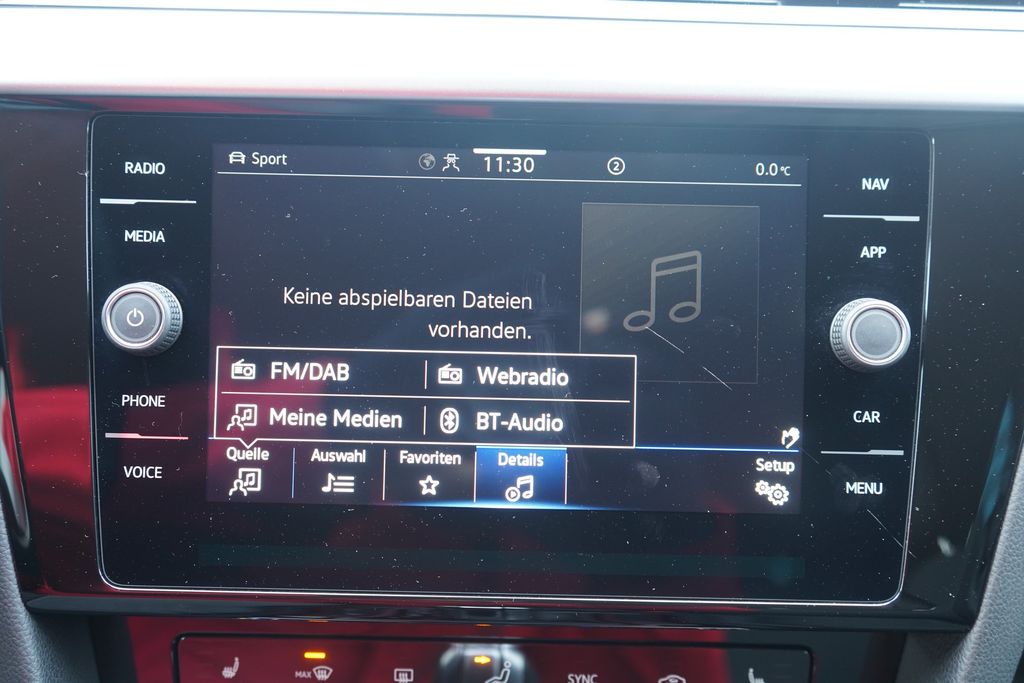 RADIO
MEDIA
PHONE
VOICE
Sport
11:30
2
0.0°C
Keine abspielbaren Dateien
vorhanden.
FM/DAB
Webradio
Meine Medien
BT-Audio
Quelle
Auswahl
Favoriten
Details
Setup
NAV
APP
CAR
MENU
MAX
SYNC